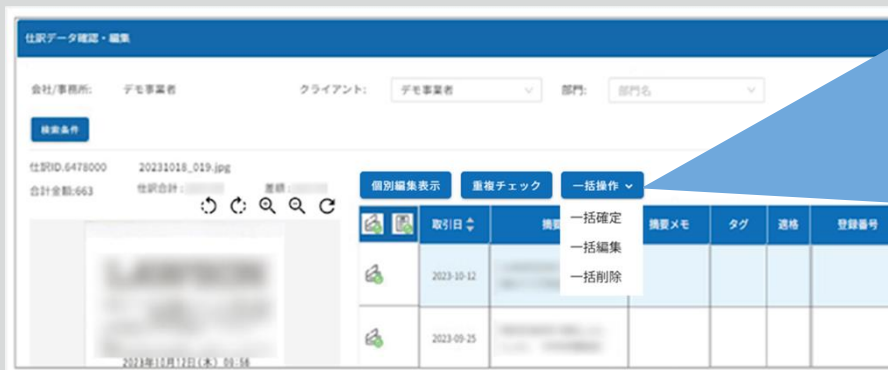 仕訳データ確認・編集
会社/事務所: デモ事業者 クライアント: デモ事業者 部門: 部門名
検索条件
仕訳ID.6478000 20231018_019.jpg
合計金額:663 仕訳合計: 差額:
個別編集表示 重複チェック 一括操作
取引日 摘要 摘要メモ タグ 適格 登録番号
一括確定
一括編集
一括削除
2023-10-12
2023-09-25
2023年10月12日(木) 09:56